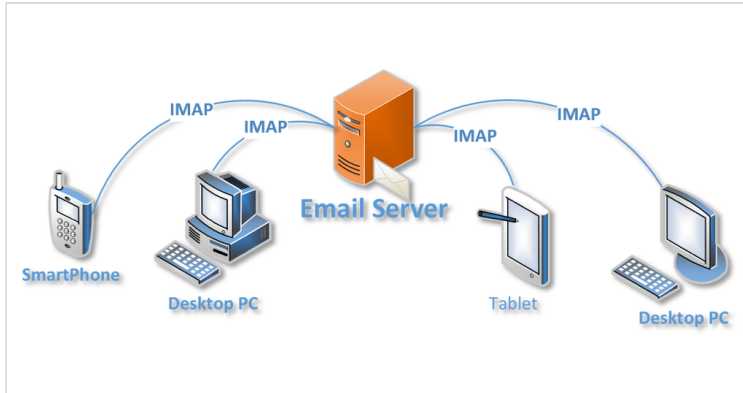 IMAP
IMAP
IMAP
IMAP
Email Server
SmartPhone
Desktop PC
Tablet
Desktop PC